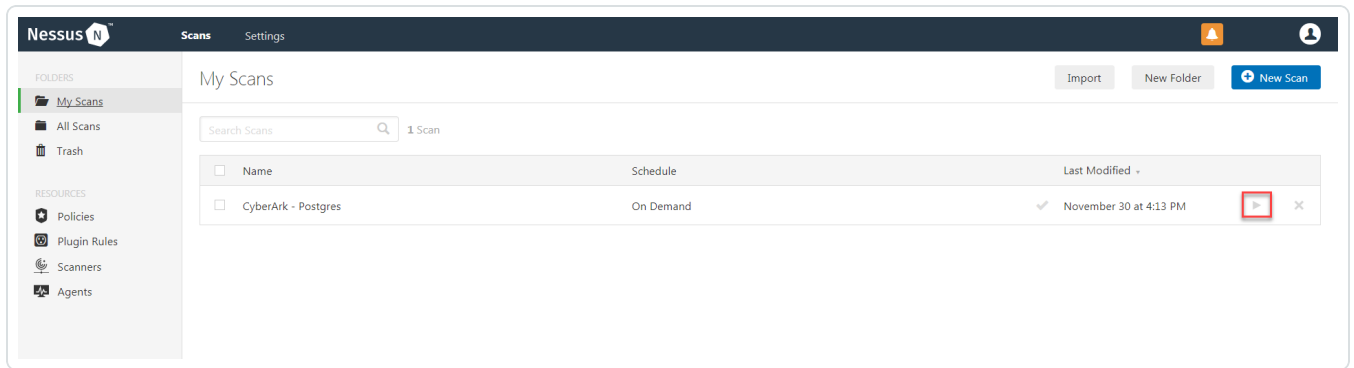 Nessus N ™ Scans Settings
FOLDERS
My Scans
All Scans
Trash
RESOURCES
Policies
Plugin Rules
Scanners
Agents
My Scans Import New Folder New Scan
Search Scans 1 Scan
Name Schedule Last Modified
CyberArk - Postgres On Demand November 30 at 4:13 PM